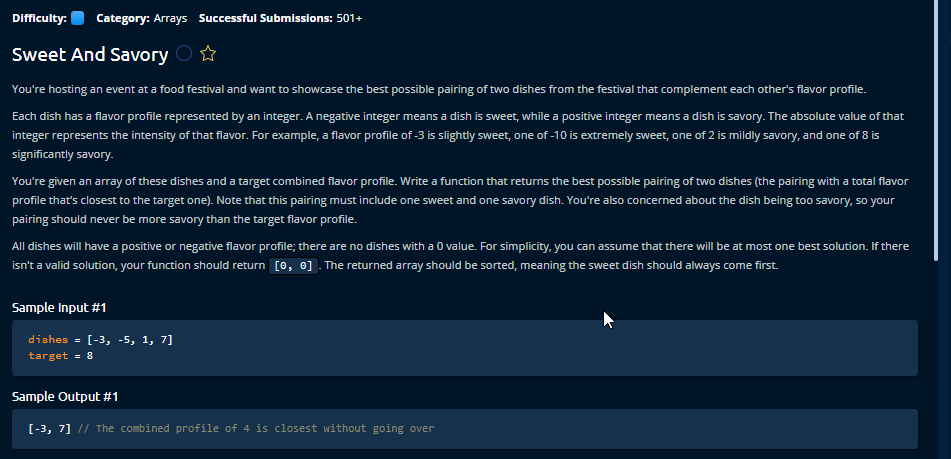 Difficulty: Category: Arrays Successful Submissions: 501+
Sweet And Savory
You're hosting an event at a food festival and want to showcase the best possible pairing of two dishes from the festival that complement each other's flavor profile.
Each dish has a flavor profile represented by an integer. A negative integer means a dish is sweet, while a positive integer means a dish is savory. The absolute value of that
integer represents the intensity of that flavor. For example, a flavor profile of -3 is slightly sweet, one of -10 is extremely sweet, one of 2 is mildly savory, and one of 8 is
significantly savory.
You're given an array of these dishes and a target combined flavor profile. Write a function that returns the best possible pairing of two dishes (the pairing with a total flavor
profile that's closest to the target one). Note that this pairing must include one sweet and one savory dish. You're also concerned about the dish being too savory, so your
pairing should never be more savory than the target flavor profile.
All dishes will have a positive or negative flavor profile; there are no dishes with a 0 value. For simplicity, you can assume that there will be at most one best solution. If there
isn't a valid solution, your function should return [0, 0] . The returned array should be sorted, meaning the sweet dish should always come first.
Sample Input #1
dishes = [-3, -5, 1, 7]
target = 8
Sample Output #1
[-3, 7] // The combined profile of 4 is closest without going over